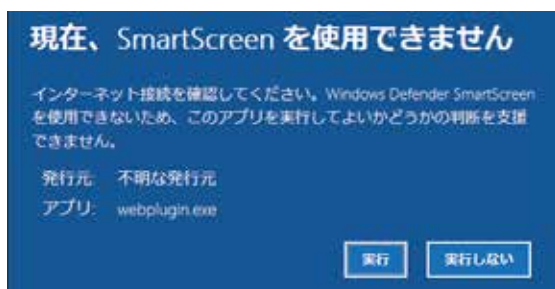 現在、SmartScreen を使用できません
インターネット接続を確認してください。Windows Defender SmartScreen
を使用できないため、このアプリを実行してよいかどうかの判断を支援
できません。
発行元: 不明な発行元
アプリ: webplugin.exe
実行 実行しない